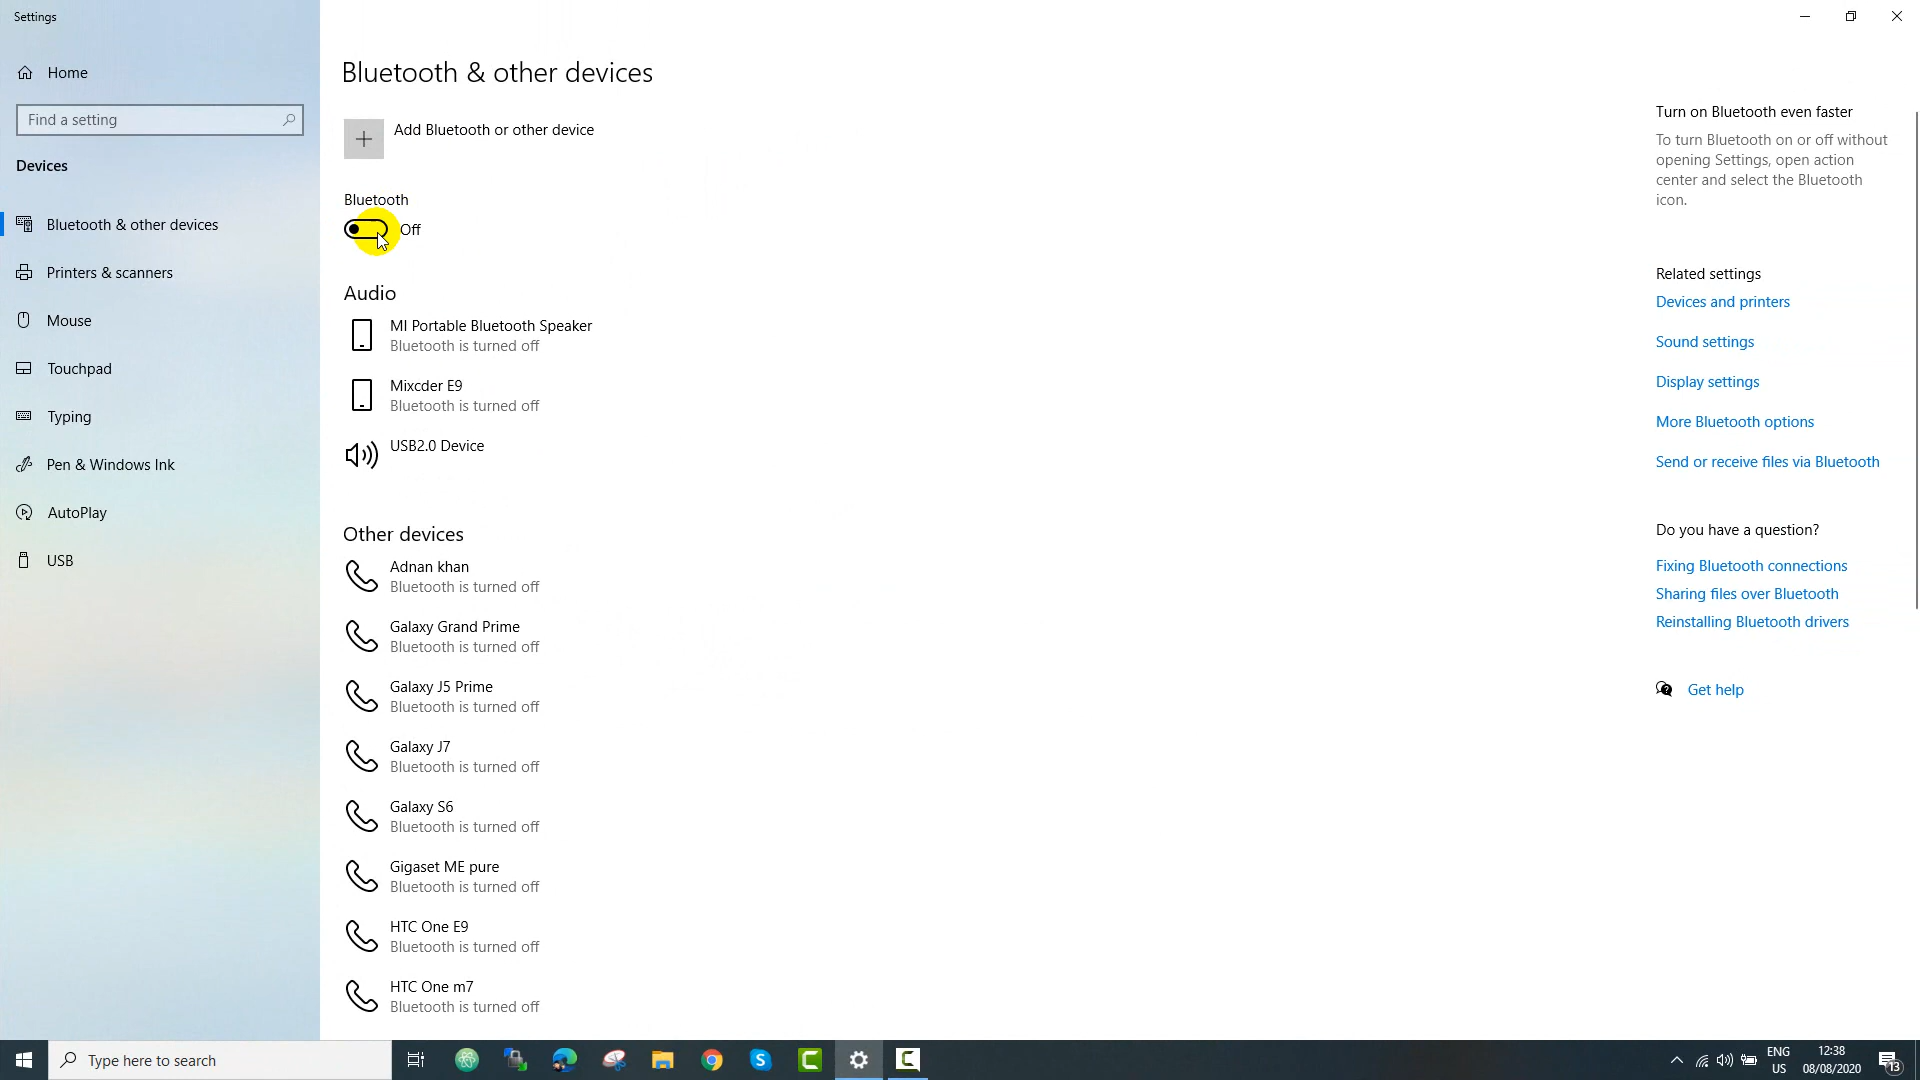 Settings
Home
Find a setting
Devices
Bluetooth & other devices
Printers & scanners
Mouse
Touchpad
Typing
Pen & Windows Ink
AutoPlay
USB
Bluetooth & other devices
Add Bluetooth or other device
Bluetooth
Off
Audio
MI Portable Bluetooth Speaker
Bluetooth is turned off
Mixcder E9
Bluetooth is turned off
USB2.0 Device
Other devices
Adnan khan
Bluetooth is turned off
Galaxy Grand Prime
Bluetooth is turned off
Galaxy J5 Prime
Bluetooth is turned off
Galaxy J7
Bluetooth is turned off
Galaxy S6
Bluetooth is turned off
Gigaset ME pure
Bluetooth is turned off
HTC One E9
Bluetooth is turned off
HTC One m7
Bluetooth is turned off
Turn on Bluetooth even faster
To turn Bluetooth on or off without
opening Settings, open action
center and select the Bluetooth
icon.
Related settings
Devices and printers
Sound settings
Display settings
More Bluetooth options
Send or receive files via Bluetooth
Do you have a question?
Fixing Bluetooth connections
Sharing files over Bluetooth
Reinstalling Bluetooth drivers
Get help
Type here to search
ENG
US
12:38
08/08/2020
13